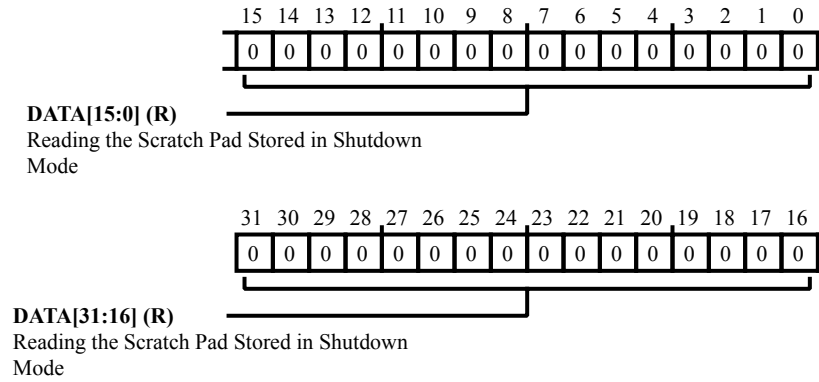 15 14 13 12 11 10 9 8 7 6 5 4 3 2 1 0
0 0 0 0 0 0 0 0 0 0 0 0 0 0 0 0
DATA[15:0] (R)
Reading the Scratch Pad Stored in Shutdown
Mode
31 30 29 28 27 26 25 24 23 22 21 20 19 18 17 16
0 0 0 0 0 0 0 0 0 0 0 0 0 0 0 0
DATA[31:16] (R)
Reading the Scratch Pad Stored in Shutdown
Mode